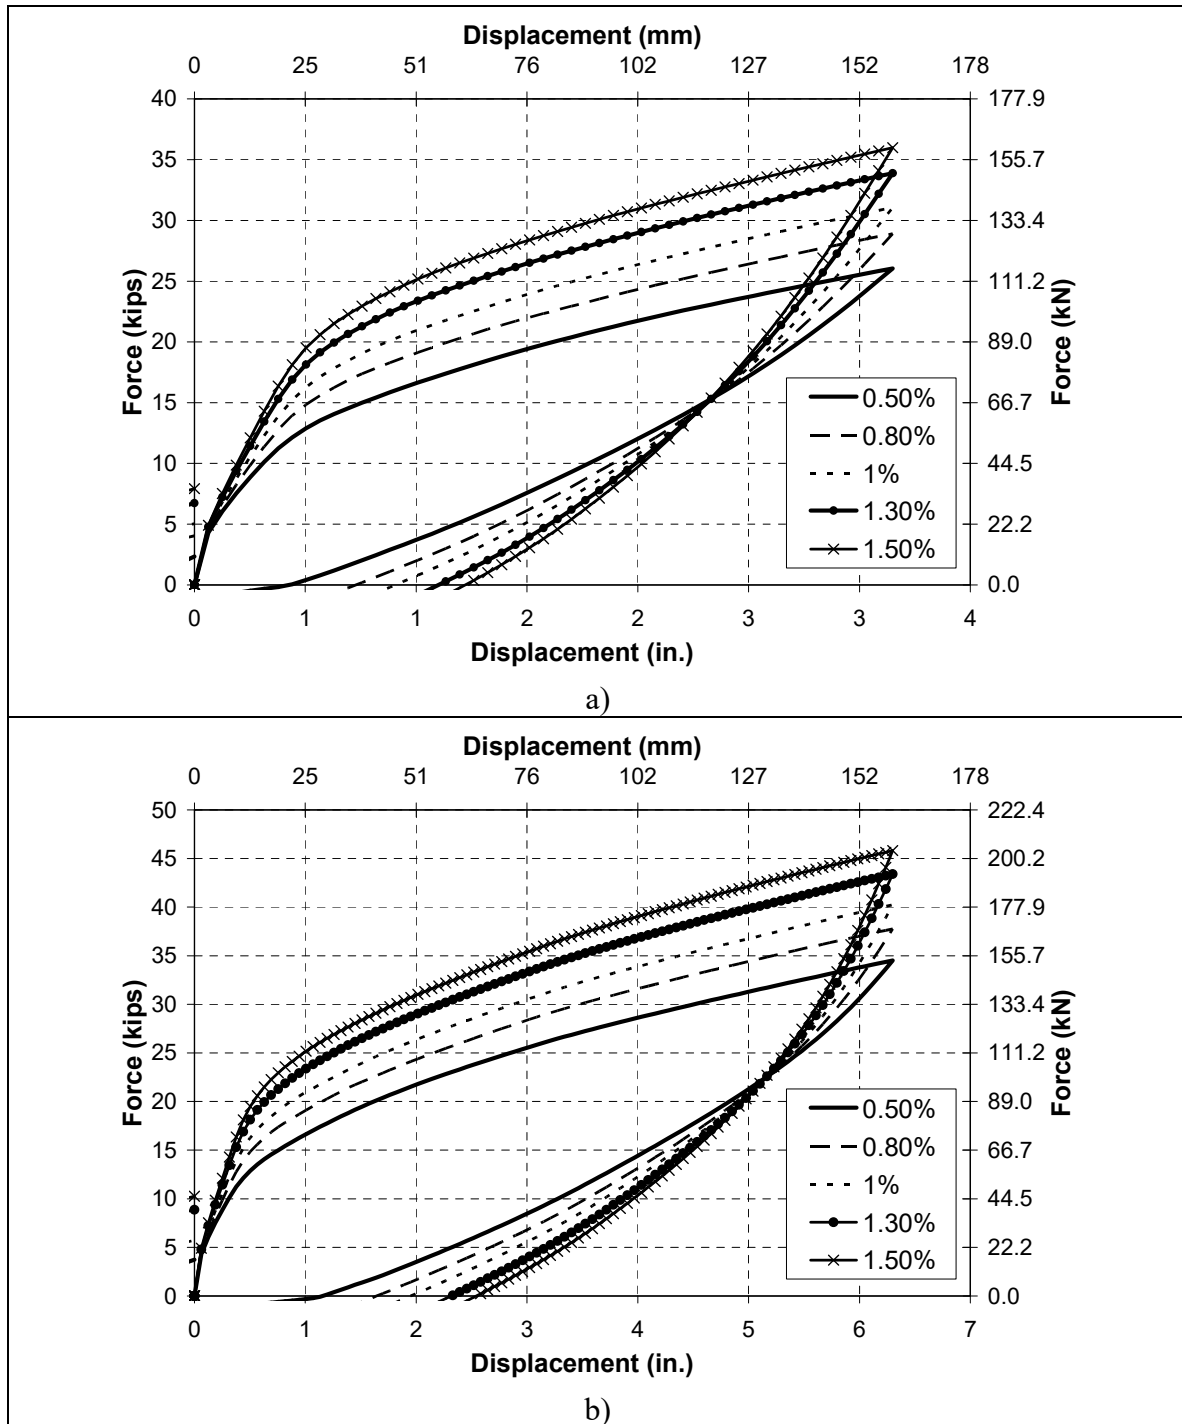 Displacement (mm)
0 25 51 76 102 127 152 178
40 177.9
35 155.7
30 133.4
25 111.2
20 89.0
15 66.7
10 44.5
5 22.2
0 0.0
Force (kips)
Force (kN)
0.50%
0.80%
1%
1.30%
1.50%
0 1 1 2 2 3 3 4
Displacement (in.)
a)
Displacement (mm)
0 25 51 76 102 127 152 178
50 222.4
45 200.2
40 177.9
35 155.7
30 133.4
25 111.2
20 89.0
15 66.7
10 44.5
5 22.2
0 0.0
Force (kips)
Force (kN)
0.50%
0.80%
1%
1.30%
1.50%
0 1 2 3 4 5 6 7
Displacement (in.)
b)